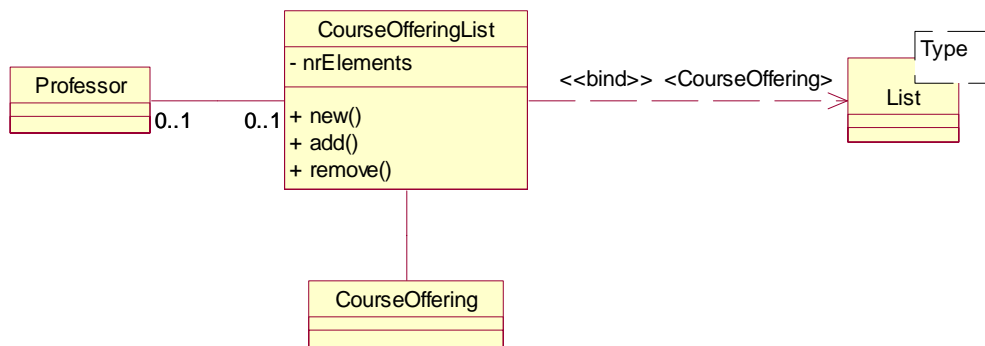 CourseOfferingList
- nrElements
+ new()
+ add()
+ remove()
Professor
0..1
0..1
<<bind>> <CourseOffering>
Type
List
CourseOffering